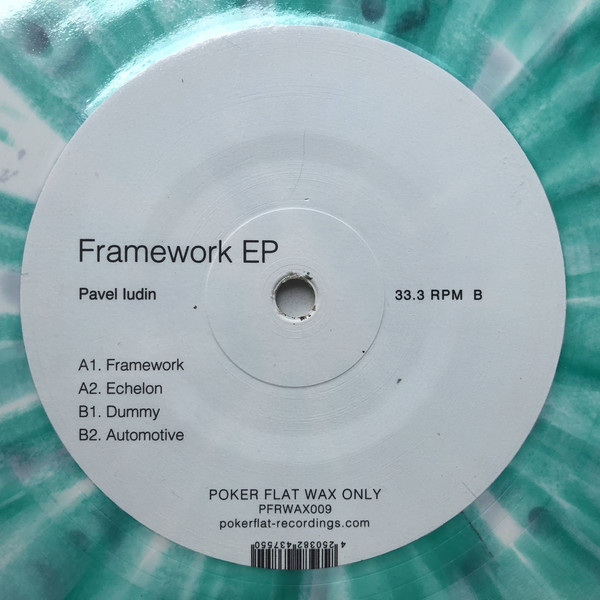 Framework EP
Pavel Iudin
33.3 RPM B
A1. Framework
A2. Echelon
B1. Dummy
B2. Automotive
POKER FLAT WAX ONLY
PFRWAX009
pokerflat-recordings.com
4 250382 437550